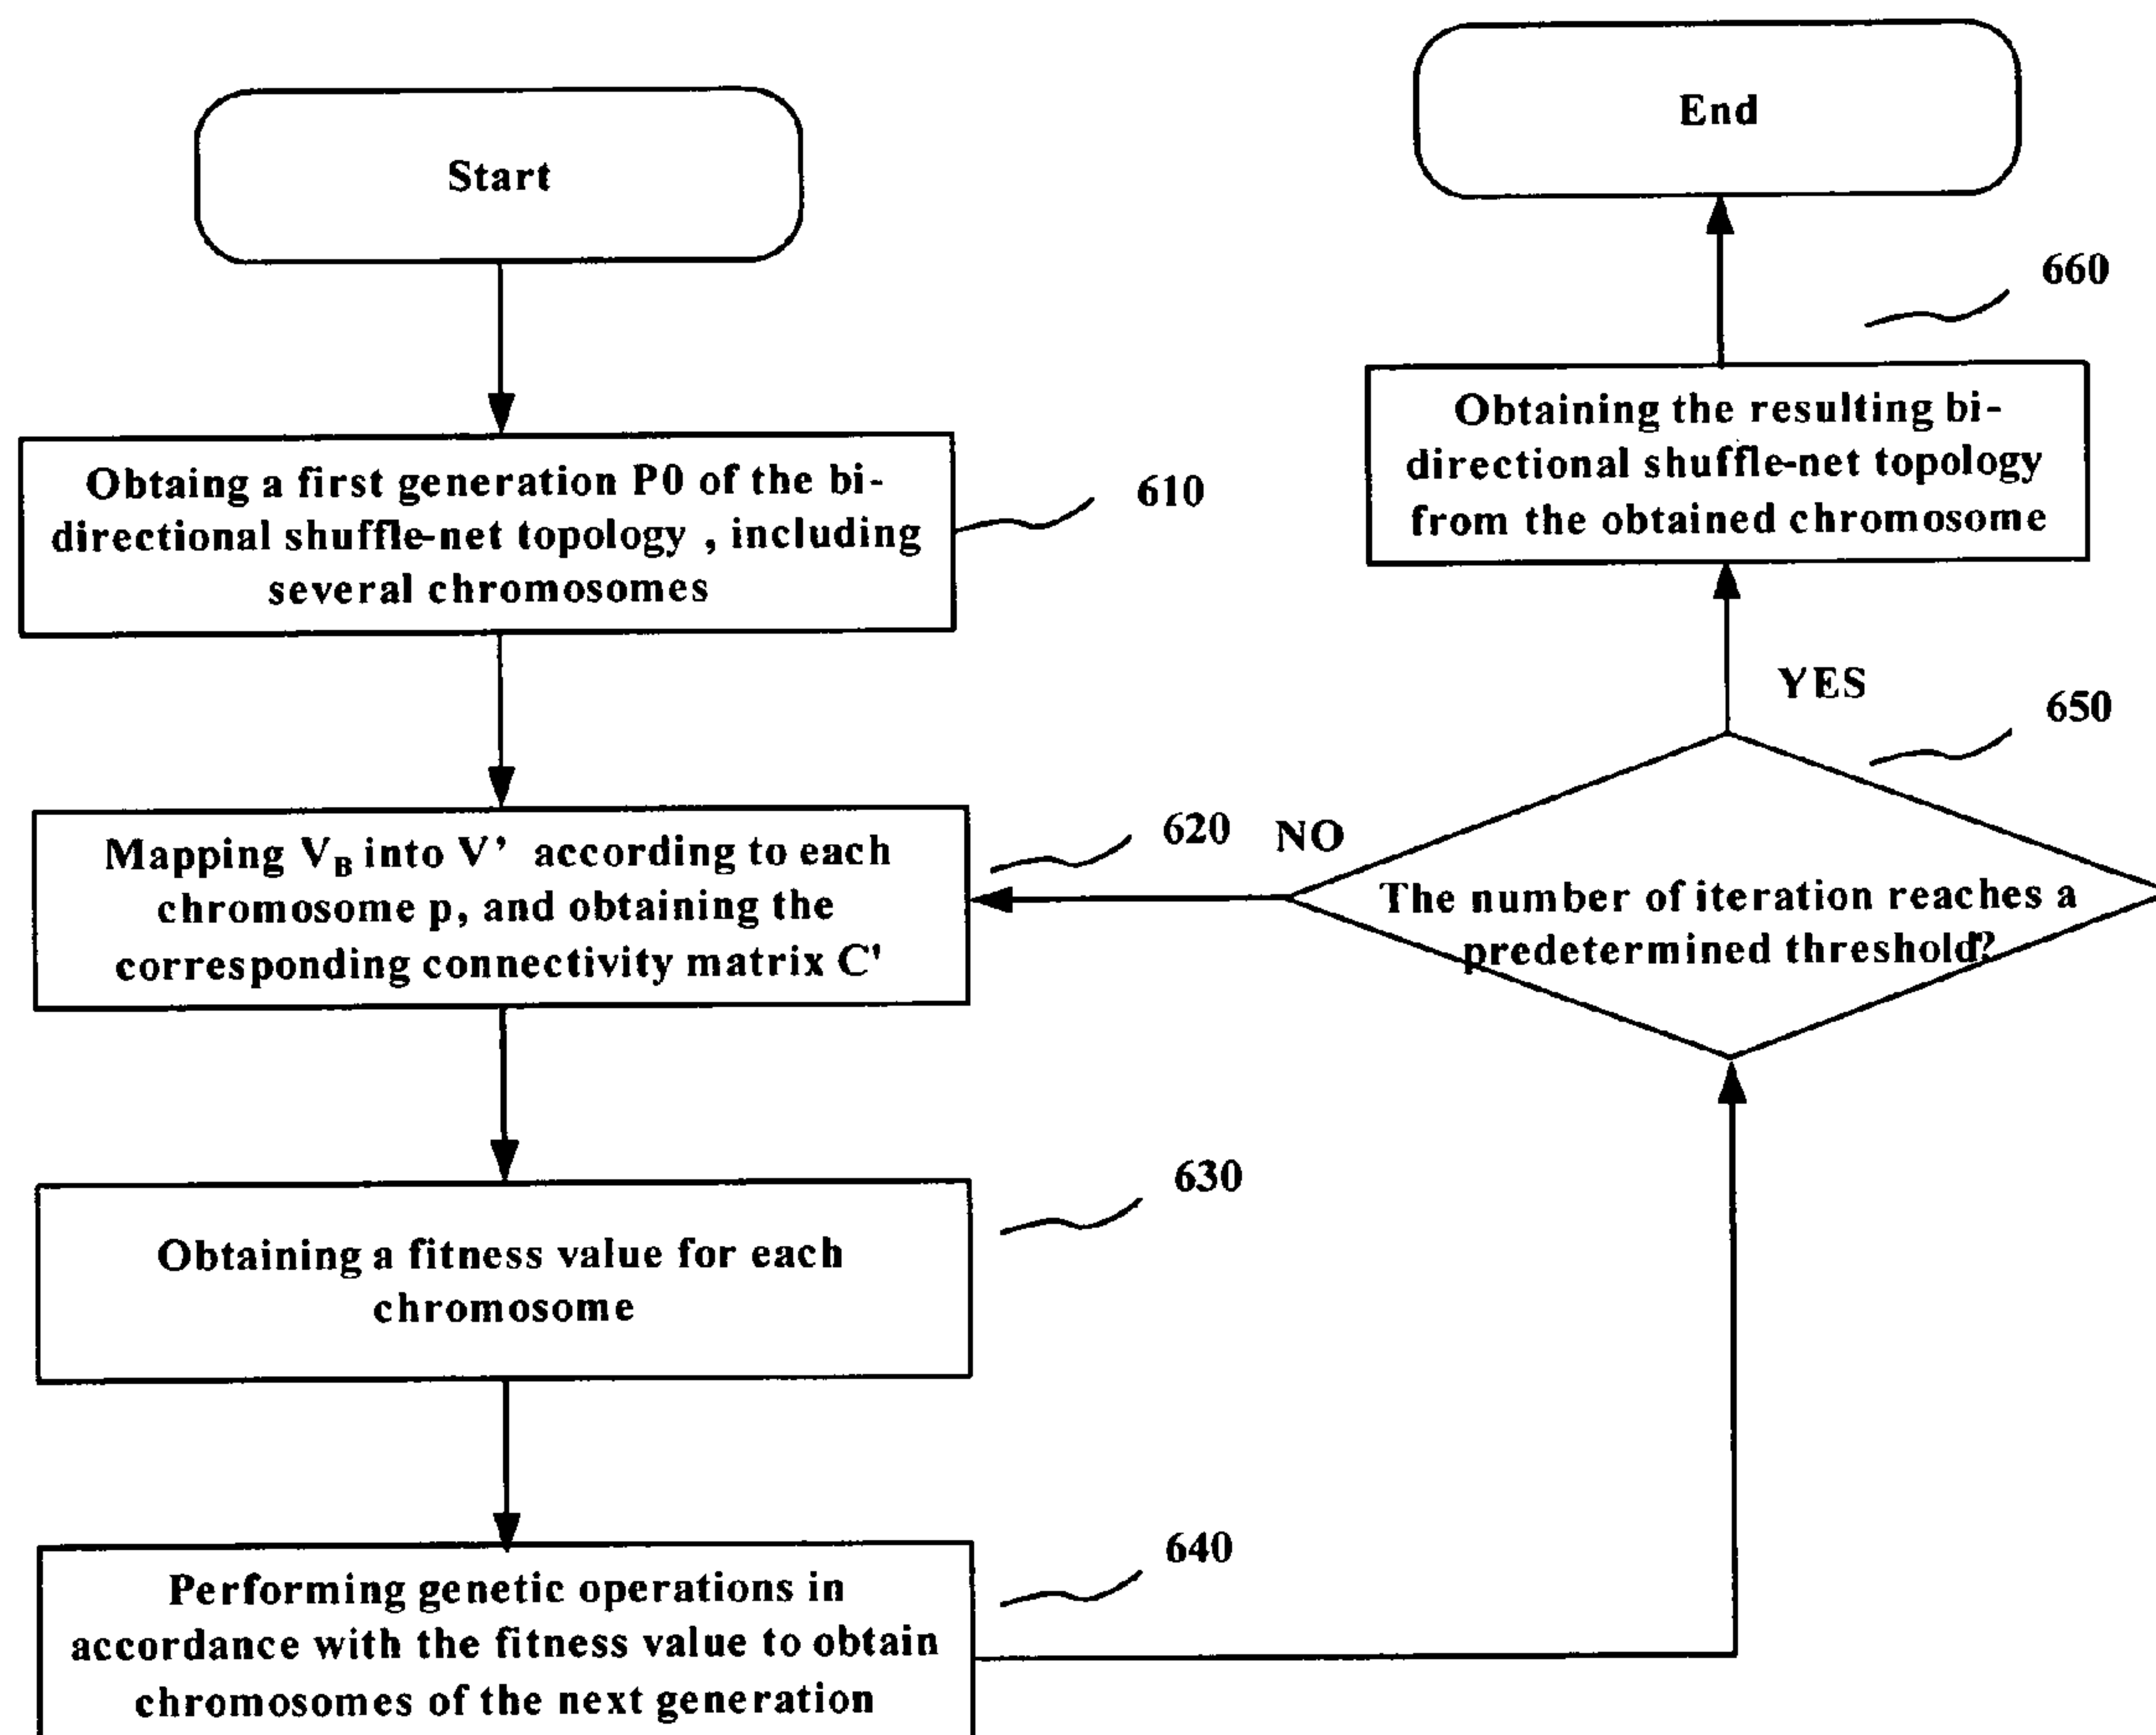 Start
Obtaing a first generation P0 of the bi-
directional shuffle-net topology , including
several chromosomes
610
Mapping VB into V' according to each
chromosome p, and obtaining the
corresponding connectivity matrix C'
620
Obtaining a fitness value for each
chromosome
630
Performing genetic operations in
accordance with the fitness value to obtain
chromosomes of the next generation
640
The number of iteration reaches a
predetermined threshold?
650
NO
YES
Obtaining the resulting bi-
directional shuffle-net topology
from the obtained chromosome
660
End